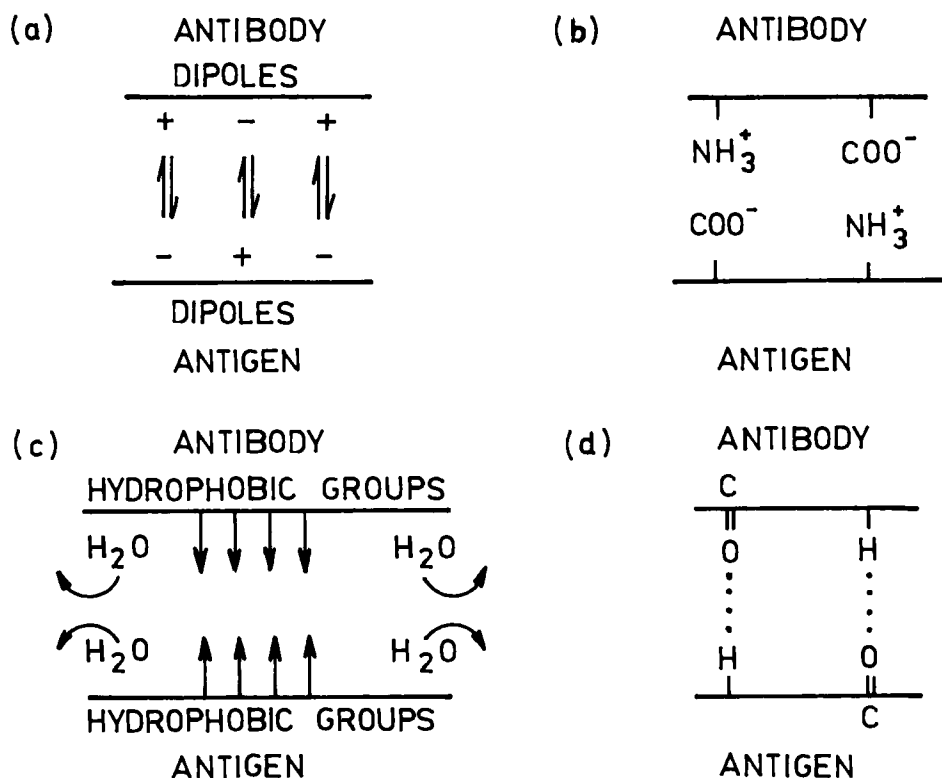 (a) ANTIBODY
DIPOLES
+ - +
- + -
DIPOLES
ANTIGEN
(b) ANTIBODY
NH₃⁺ COO⁻
COO⁻ NH₃⁺
ANTIGEN
(c) ANTIBODY
HYDROPHOBIC GROUPS
H₂O H₂O
H₂O H₂O
HYDROPHOBIC GROUPS
ANTIGEN
(d) ANTIBODY
C
O H
H O
C
ANTIGEN